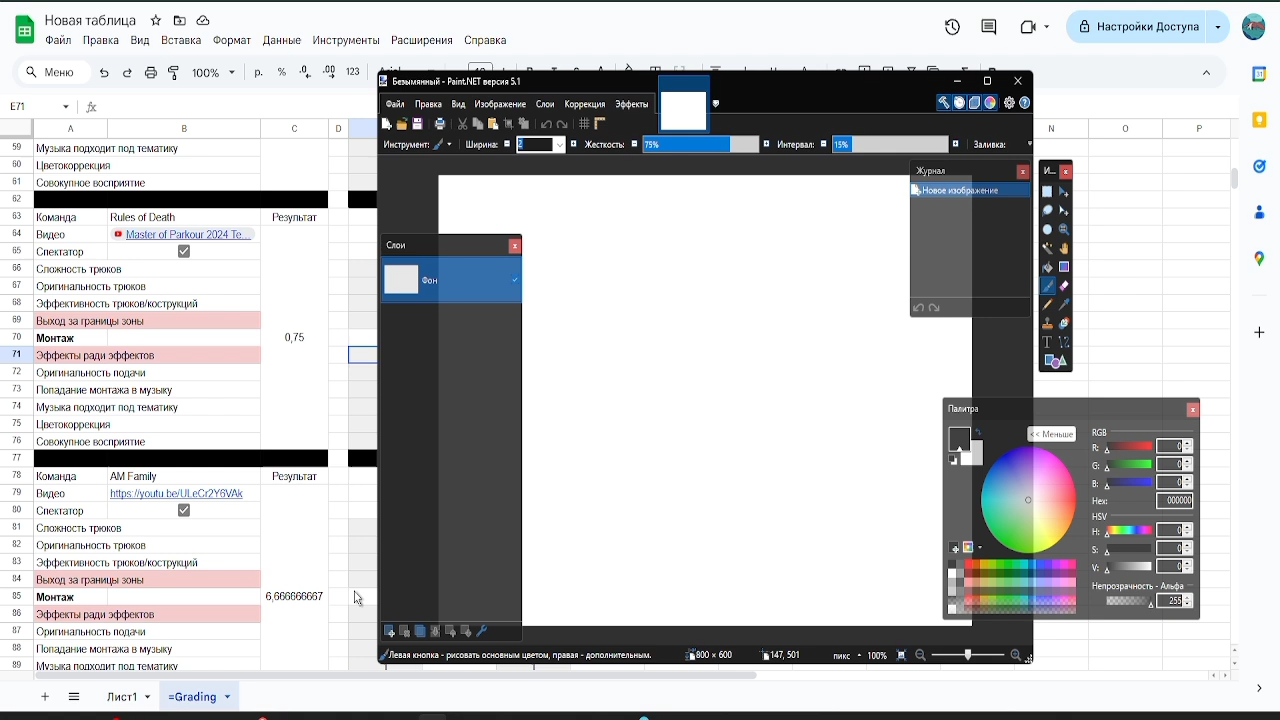 Новая таблица
Файл Правка Вид Вставка Формат Данные Инструменты Расширения Справка
Настройки Доступа
Меню 100% р. % .0 .00 123
E71 fx
A B C D N O P
59 Музыка подходит под тематику
60 Цветокоррекция
61 Совокупное восприятие
62
63 Команда Rules of Death Результат
64 Видео Master of Parkour 2024 Te...
65 Спектатор
66 Сложность трюков
67 Оригинальность трюков
68 Эффективность трюков/кострукций
69 Выход за границы зоны
70 Монтаж 0,75
71 Эффекты ради эффектов
72 Оригинальность подачи
73 Попадание монтажа в музыку
74 Музыка подходит под тематику
75 Цветокоррекция
76 Совокупное восприятие
77
78 Команда AM Family Результат
79 Видео https://youtu.be/ULeCr2Y6VAk
80 Спектатор
81 Сложность трюков
82 Оригинальность трюков
83 Эффективность трюков/кострукций
84 Выход за границы зоны
85 Монтаж 6,666666667
86 Эффекты ради эффектов
87 Оригинальность подачи
88 Попадание монтажа в музыку
89 Музыка подходит под тематику
Лист1 =Grading
Безымянный - Paint.NET версия 5.1
Файл Правка Вид Изображение Слои Коррекция Эффекты
Инструмент: Ширина: 2 Жесткость: 75% Интервал: 15% Заливка:
Журнал
Новое изображение
И...
Слои
Фон
Палитра
<< Меньше
RGB
R: 0
G: 0
B: 0
Hex: 000000
HSV
H: 0
S: 0
V: 0
Непрозрачность - Альфа
255
Левая кнопка - рисовать основным цветом, правая - дополнительным. 800 × 600 147, 501 пикс 100%